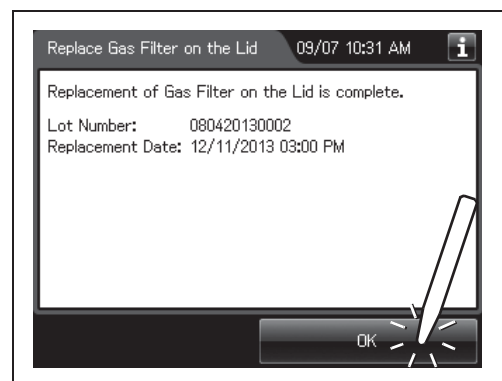 Replace Gas Filter on the Lid 09/07 10:31 AM i
Replacement of Gas Filter on the Lid is complete.
Lot Number: 080420130002
Replacement Date: 12/11/2013 03:00 PM
OK